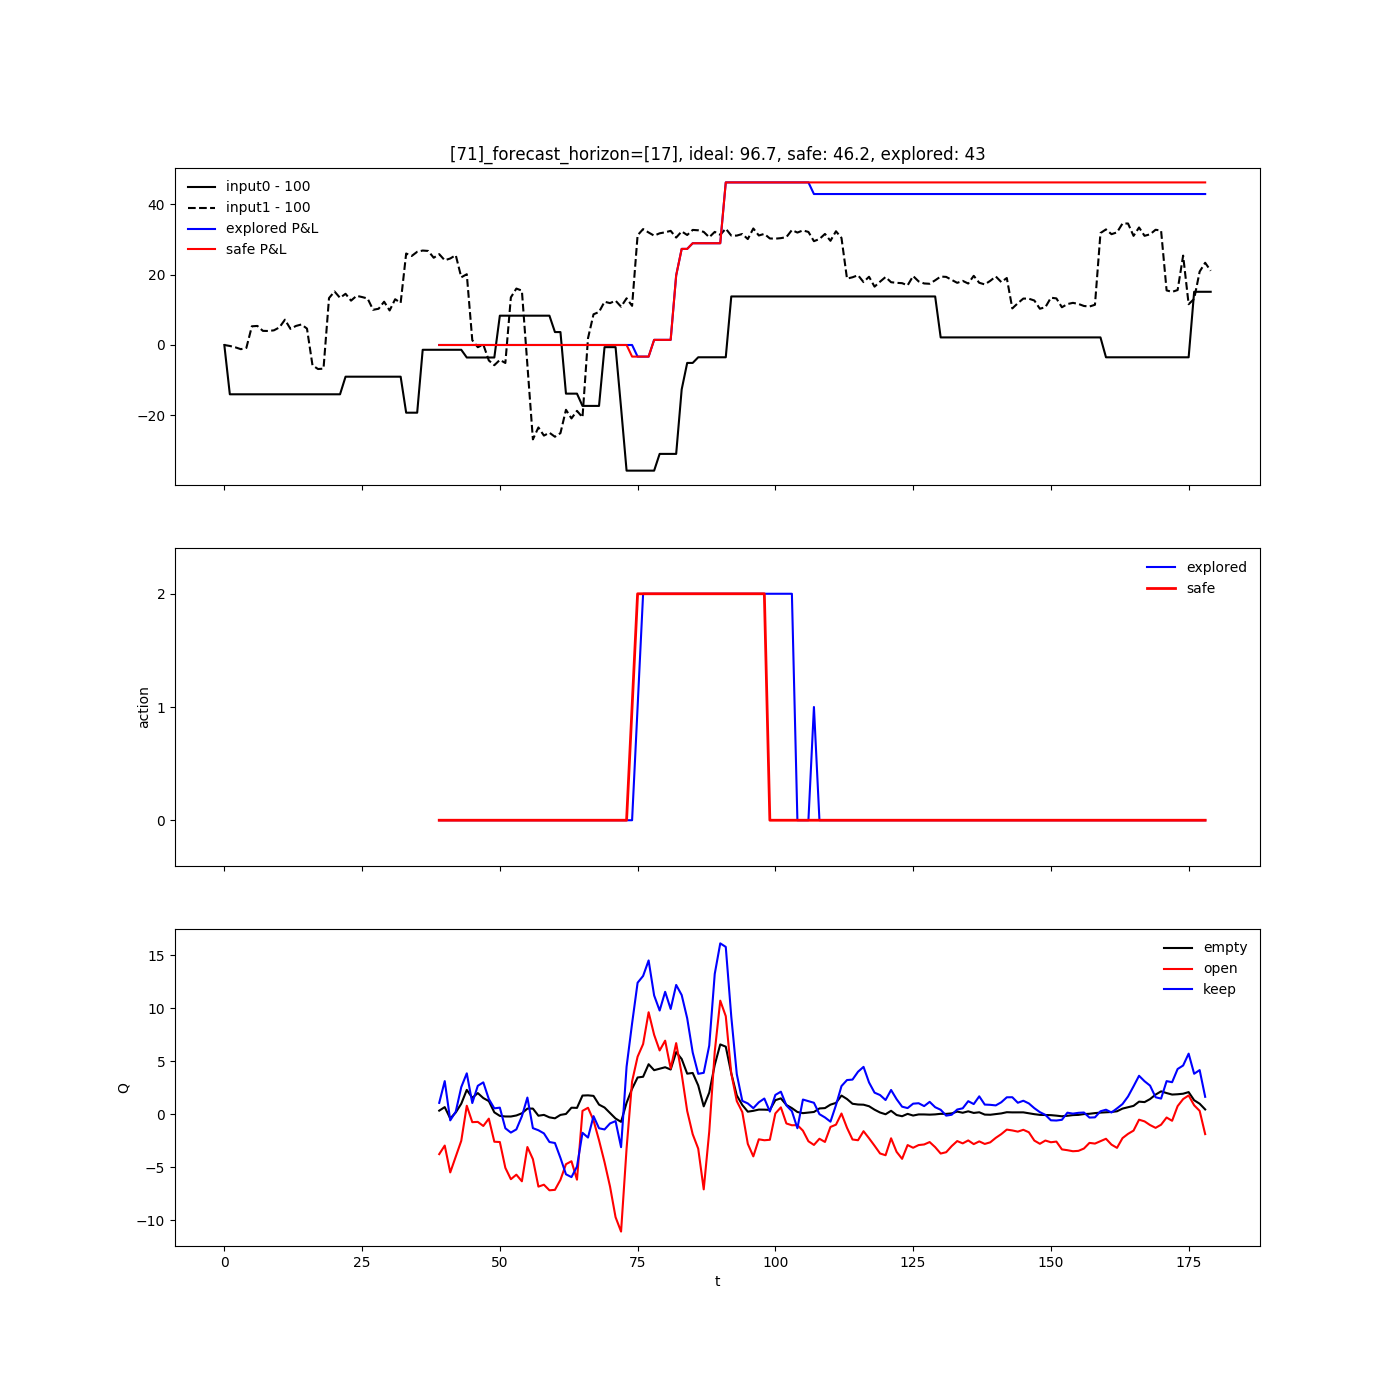 [71]_forecast_horizon=[17], ideal: 96.7, safe: 46.2, explored: 43
input0 - 100
input1 - 100
explored P&L
safe P&L
40
20
0
−20
explored
safe
2
1
0
action
empty
open
keep
15
10
5
0
−5
−10
Q
0 25 50 75 100 125 150 175
t